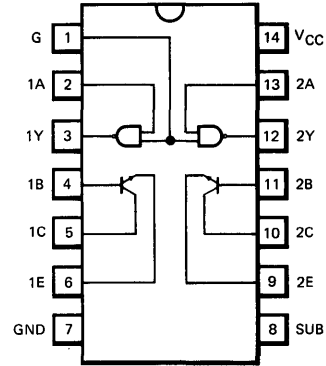 G 1 14 VCC
1A 2 13 2A
1Y 3 12 2Y
1B 4 11 2B
1C 5 10 2C
1E 6 9 2E
GND 7 8 SUB